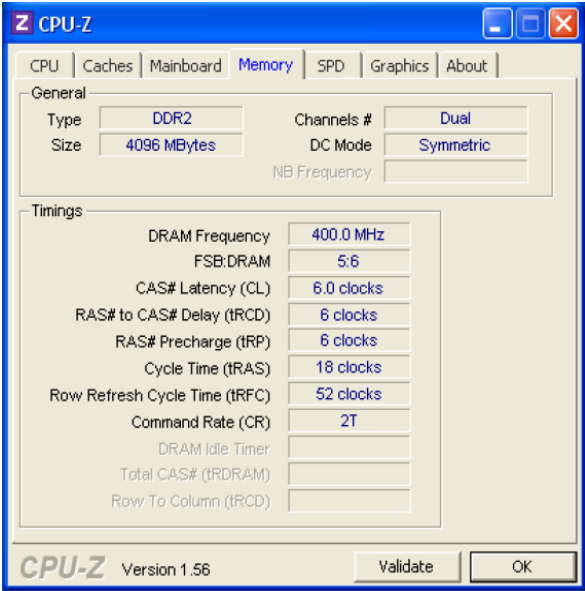 Z CPU-Z
CPU Caches Mainboard Memory SPD Graphics About
General
Type DDR2 Channels # Dual
Size 4096 MBytes DC Mode Symmetric
NB Frequency
Timings
DRAM Frequency 400.0 MHz
FSB:DRAM 5:6
CAS# Latency (CL) 6.0 clocks
RAS# to CAS# Delay (tRCD) 6 clocks
RAS# Precharge (tRP) 6 clocks
Cycle Time (tRAS) 18 clocks
Row Refresh Cycle Time (tRFC) 52 clocks
Command Rate (CR) 2T
DRAM Idle Timer
Total CAS# (tRDRAM)
Row To Column (tRCD)
CPU-Z Version 1.56 Validate OK